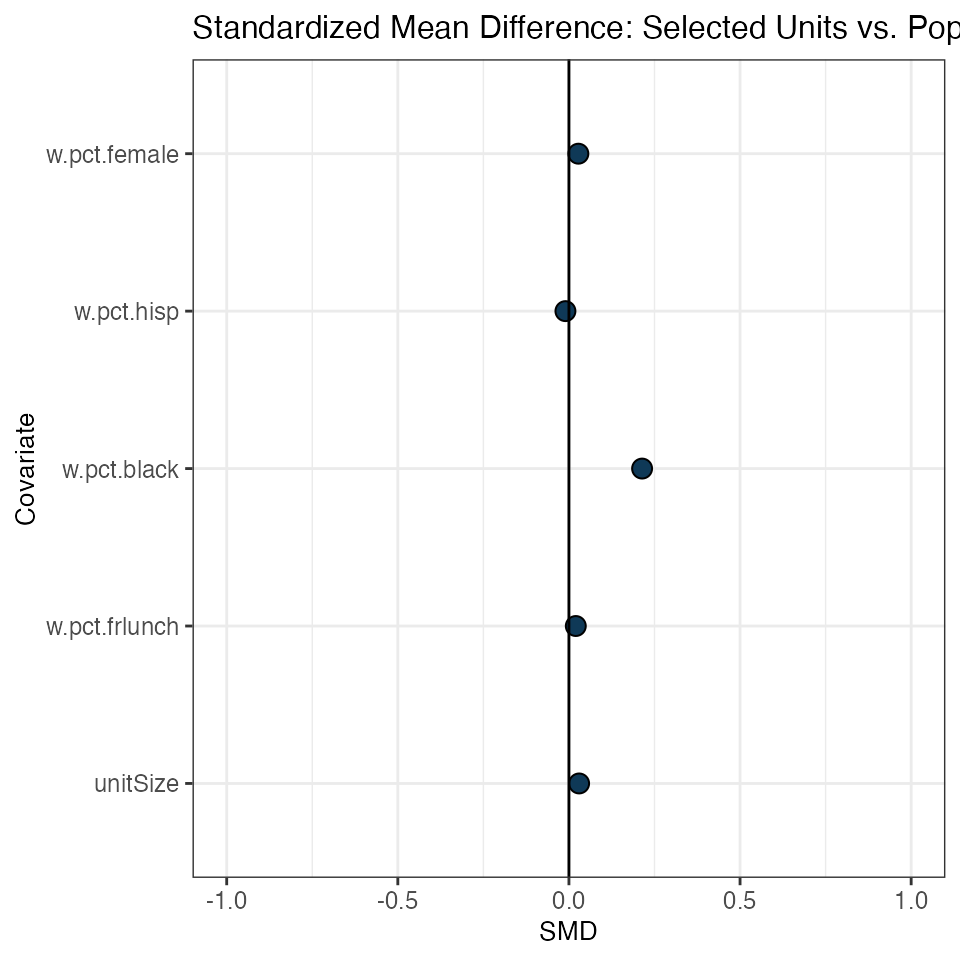 Standardized Mean Difference: Selected Units vs. Pop
w.pct.female
w.pct.hisp
w.pct.black
w.pct.frlunch
unitSize
Covariate
-1.0 -0.5 0.0 0.5 1.0
SMD